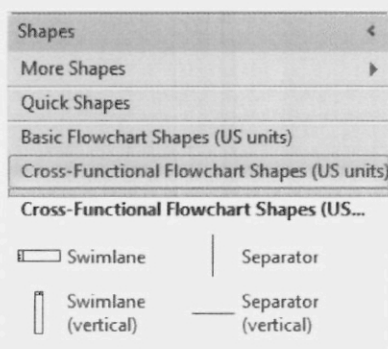 Shapes
More Shapes
Quick Shapes
Basic Flowchart Shapes (US units)
Cross-Functional Flowchart Shapes (US units)
Cross-Functional Flowchart Shapes (US...
Swimlane
Separator
Swimlane
(vertical)
Separator
(vertical)